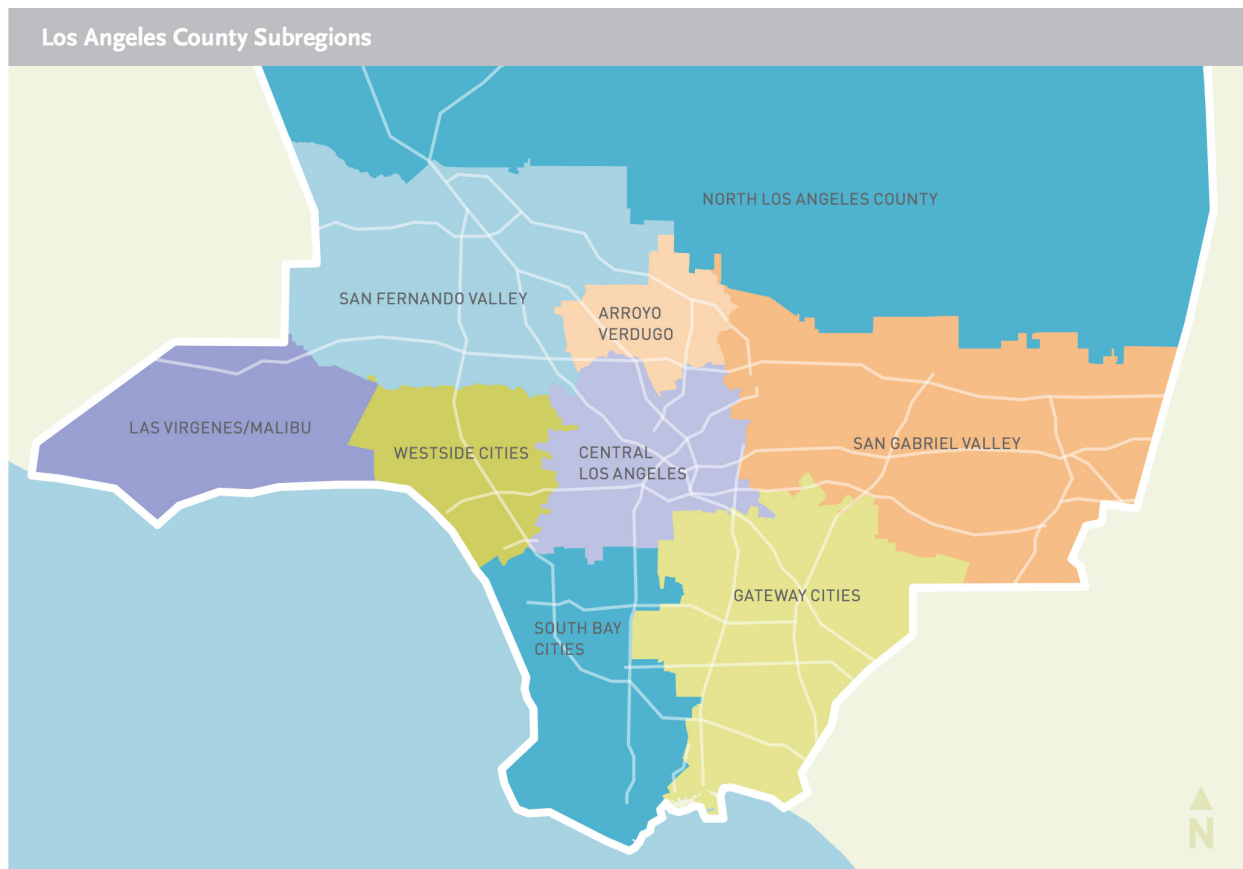 Los Angeles County Subregions
NORTH LOS ANGELES COUNTY
SAN FERNANDO VALLEY
ARROYO
VERDUGO
LAS VIRGENES/MALIBU
WESTSIDE CITIES
CENTRAL
LOS ANGELES
SAN GABRIEL VALLEY
GATEWAY CITIES
SOUTH BAY
CITIES
N